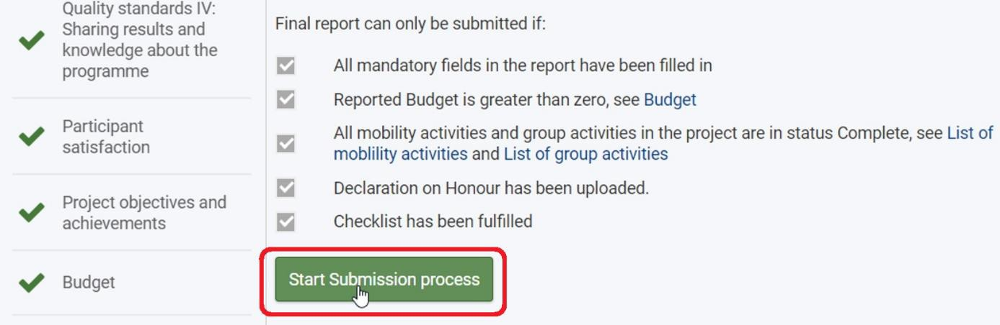 Quality standards IV:
Sharing results and
knowledge about the
programme
Participant
satisfaction
Project objectives and
achievements
Budget
Final report can only be submitted if:
All mandatory fields in the report have been filled in
Reported Budget is greater than zero, see Budget
All mobility activities and group activities in the project are in status Complete, see List of
moblility activities and List of group activities
Declaration on Honour has been uploaded.
Checklist has been fulfilled
Start Submission process